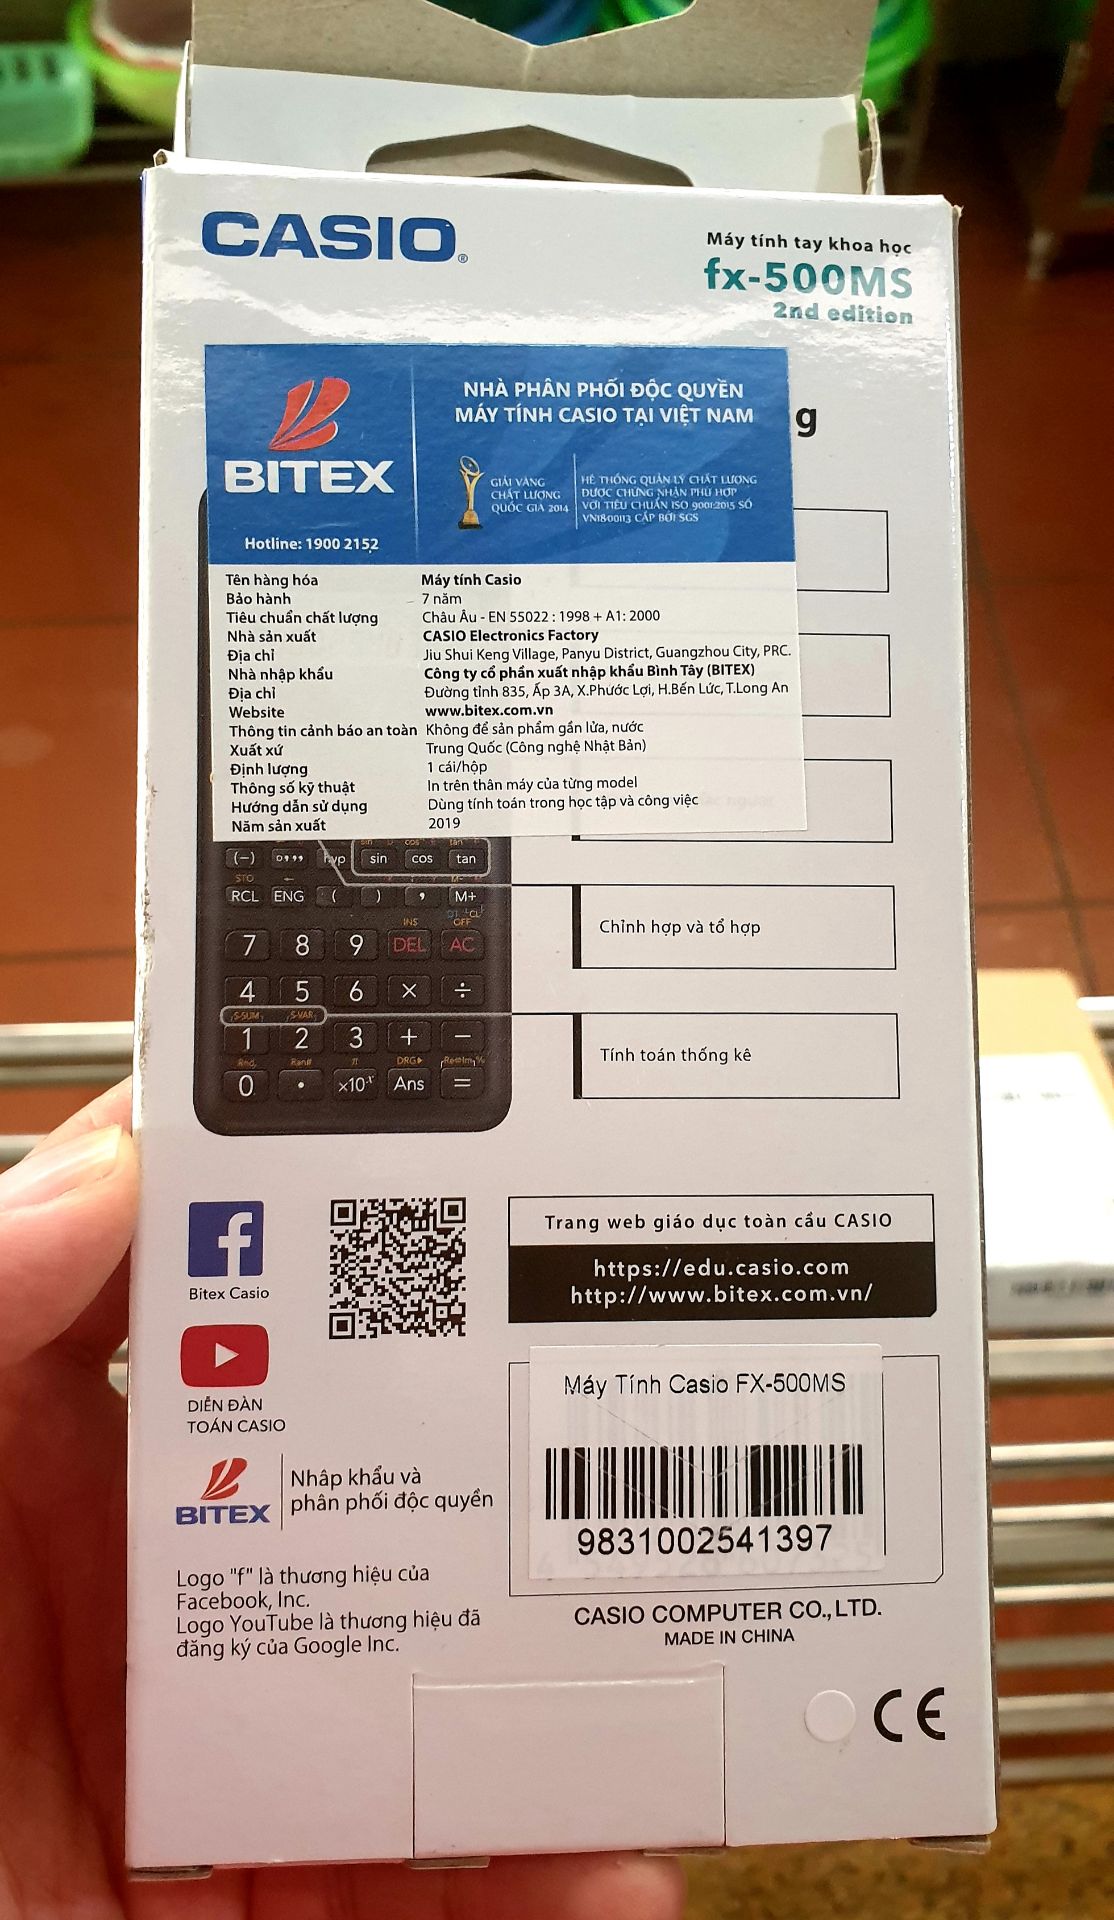 CASIO®
Máy tính tay khoa học
fx-500MS
2nd edition
g
BITEX
Hotline: 1900 2152
NHÀ PHÂN PHỐI ĐỘC QUYỀN
MÁY TÍNH CASIO TẠI VIỆT NAM
GIẢI VÀNG
CHẤT LƯỢNG
QUỐC GIA 2014
HỆ THỐNG QUẢN LÝ CHẤT LƯỢNG
ĐƯỢC CHỨNG NHẬN PHÙ HỢP
VỚI TIÊU CHUẨN ISO 9001:2015 SỐ
VN1800113 CẤP BỞI SGS
Tên hàng hóa Máy tính Casio
Bảo hành 7 năm
Tiêu chuẩn chất lượng Châu Âu - EN 55022 : 1998 + A1: 2000
Nhà sản xuất CASIO Electronics Factory
Địa chỉ Jiu Shui Keng Village, Panyu District, Guangzhou City, PRC.
Nhà nhập khẩu Công ty cổ phần xuất nhập khẩu Bình Tây (BITEX)
Địa chỉ Đường tỉnh 835, Ấp 3A, X.Phước Lợi, H.Bến Lức, T.Long An
Website www.bitex.com.vn
Thông tin cảnh báo an toàn Không để sản phẩm gần lửa, nước
Xuất xứ Trung Quốc (Công nghệ Nhật Bản)
Định lượng 1 cái/hộp
Thông số kỹ thuật In trên thân máy của từng model
Hướng dẫn sử dụng Dùng tính toán trong học tập và công việc
Năm sản xuất 2019
(−) hyp sin cos tan
STO
RCL ENG ( ) , M+
INS OFF
7 8 9 DEL AC
4 5 6 × ÷
S-SUM S-VAR
1 2 3 + −
Rnd Ran# π DRG▸
0 . ×10ˣ Ans =
Chỉnh hợp và tổ hợp
Tính toán thống kê
f
Bitex Casio
DIỄN ĐÀN
TOÁN CASIO
BITEX
Nhập khẩu và
phân phối độc quyền
Trang web giáo dục toàn cầu CASIO
https://edu.casio.com
http://www.bitex.com.vn/
Máy Tính Casio FX-500MS
9831002541397
Logo "f" là thương hiệu của
Facebook, Inc.
Logo YouTube là thương hiệu đã
đăng ký của Google Inc.
CASIO COMPUTER CO., LTD.
MADE IN CHINA
CE